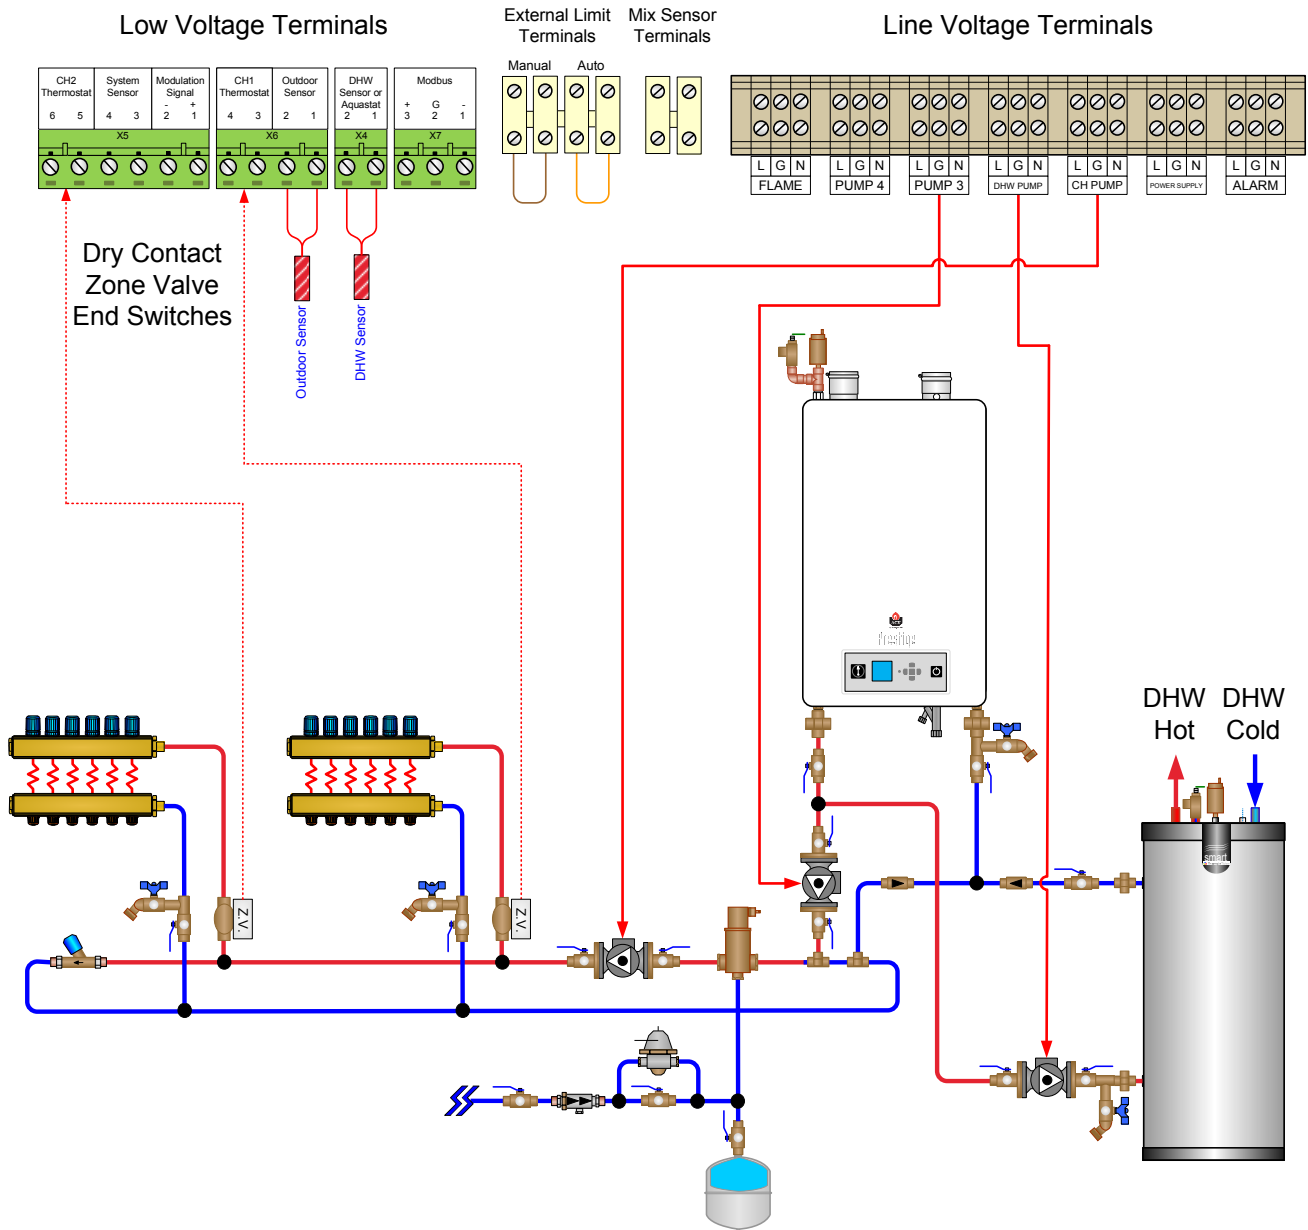 Low Voltage Terminals
External Limit
Terminals
Mix Sensor
Terminals
Line Voltage Terminals
Manual
Auto
CH2
Thermostat
System
Sensor
Modulation
Signal
- +
6 5 4 3 2 1
X5
CH1
Thermostat
Outdoor
Sensor
4 3 2 1
X6
DHW
Sensor or
Aquastat
2 1
X4
Modbus
+ G -
3 2 1
X7
L G N
FLAME
L G N
PUMP 4
L G N
PUMP 3
L G N
DHW PUMP
L G N
CH PUMP
L G N
POWER SUPPLY
L G N
ALARM
Dry Contact
Zone Valve
End Switches
Outdoor Sensor
DHW Sensor
Prestige
DHW
Hot
DHW
Cold
smart
Z.V.
Z.V.